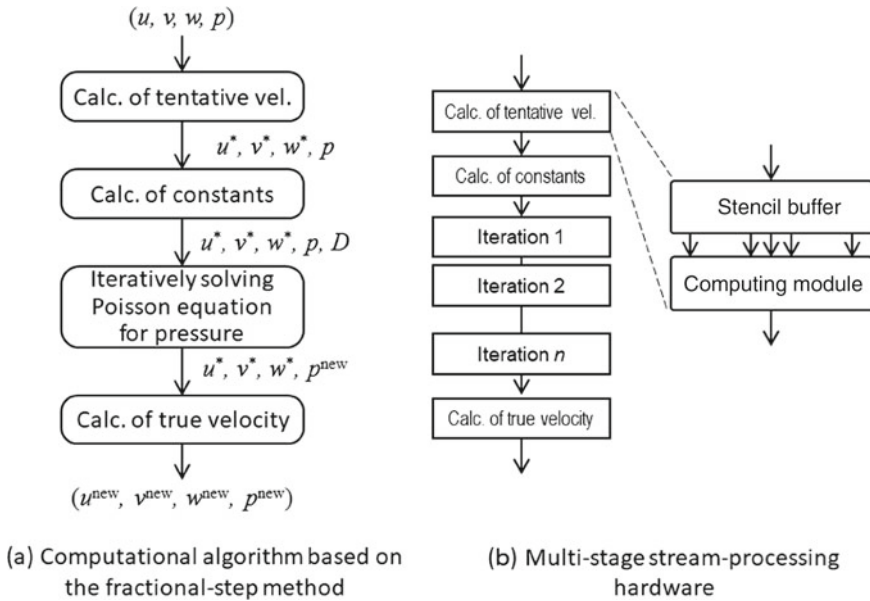 (u, v, w, p)
Calc. of tentative vel.
u*, v*, w*, p
Calc. of constants
u*, v*, w*, p, D
Iteratively solving
Poisson equation
for pressure
u*, v*, w*, p^new
Calc. of true velocity
(u^new, v^new, w^new, p^new)
(a) Computational algorithm based on
the fractional-step method
Calc. of tentative vel.
Calc. of constants
Iteration 1
Iteration 2
Iteration n
Calc. of true velocity
Stencil buffer
Computing module
(b) Multi-stage stream-processing
hardware